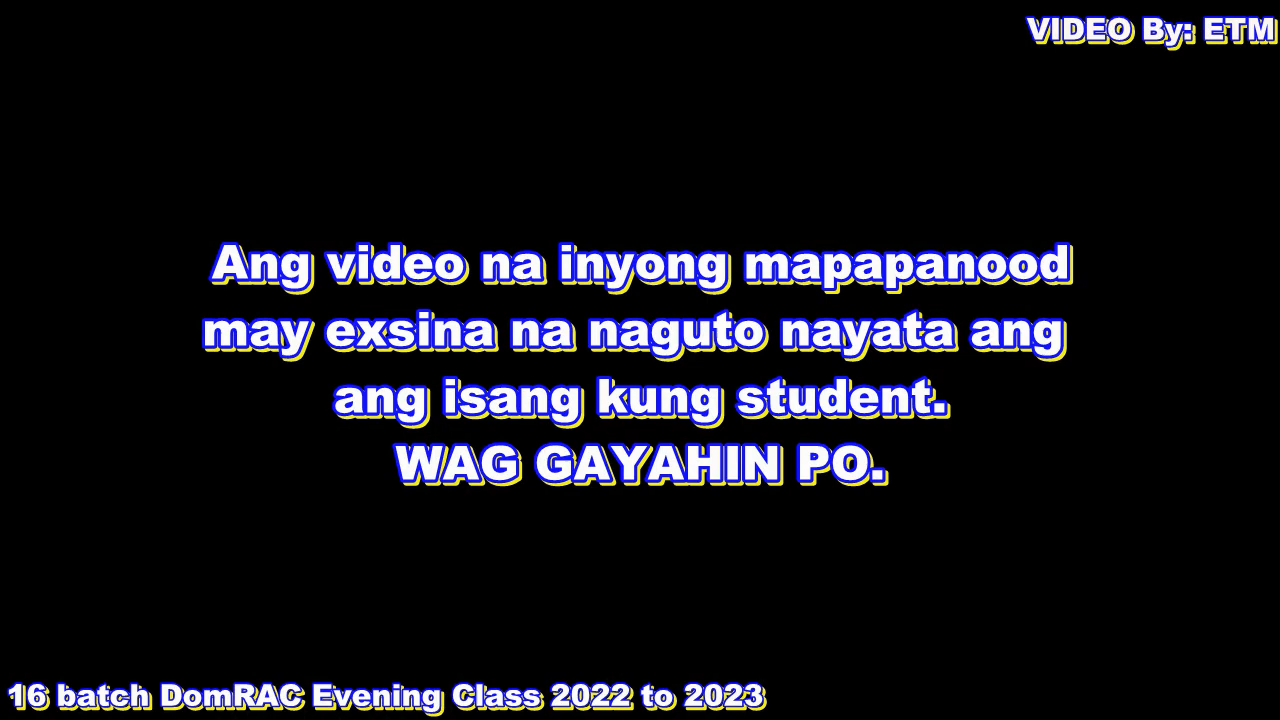 VIDEO By: ETM
Ang video na inyong mapapanood
may exsina na naguto nayata ang
ang isang kung student.
WAG GAYAHIN PO.
16 batch DomRAC Evening Class 2022 to 2023